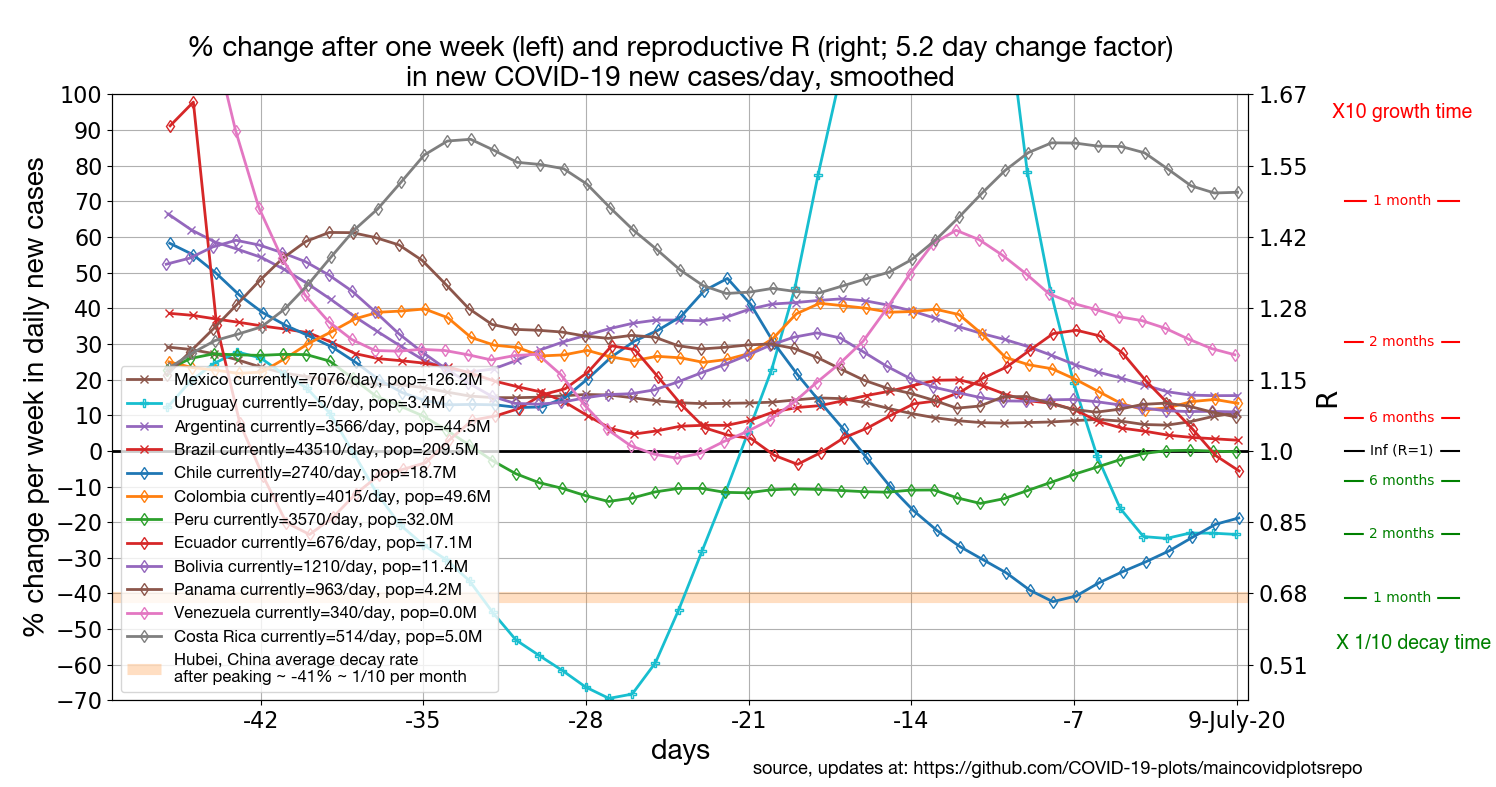 % change after one week (left) and reproductive R (right; 5.2 day change factor)
in new COVID-19 new cases/day, smoothed
% change per week in daily new cases
100
90
80
70
60
50
40
30
20
10
0
−10
−20
−30
−40
−50
−60
−70
Mexico currently=7076/day, pop=126.2M
Uruguay currently=5/day, pop=3.4M
Argentina currently=3566/day, pop=44.5M
Brazil currently=43510/day, pop=209.5M
Chile currently=2740/day, pop=18.7M
Colombia currently=4015/day, pop=49.6M
Peru currently=3570/day, pop=32.0M
Ecuador currently=676/day, pop=17.1M
Bolivia currently=1210/day, pop=11.4M
Panama currently=963/day, pop=4.2M
Venezuela currently=340/day, pop=0.0M
Costa Rica currently=514/day, pop=5.0M
Hubei, China average decay rate
after peaking ~ -41% ~ 1/10 per month
-42
-35
-28
-21
-14
-7
9-July-20
days
1.67
1.55
1.42
1.28
1.15
1.0
0.85
0.68
0.51
R
X10 growth time
1 month
2 months
6 months
Inf (R=1)
6 months
2 months
1 month
X 1/10 decay time
source, updates at: https://github.com/COVID-19-plots/maincovidplotsrepo